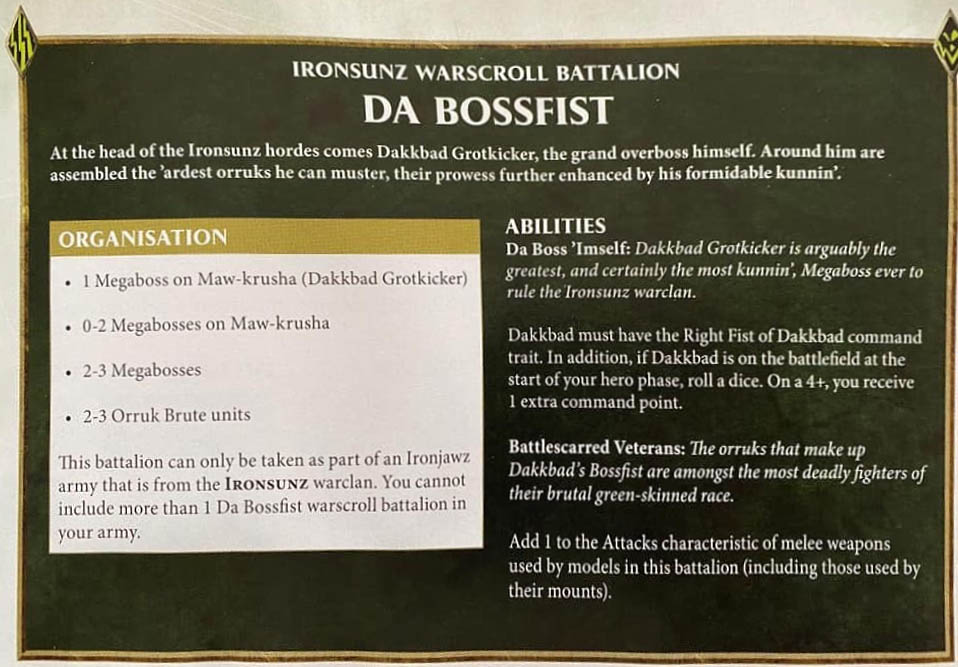 IRONSUNZ WARSCROLL BATTALION
DA BOSSFIST
At the head of the Ironsunz hordes comes Dakkbad Grotkicker, the grand overboss himself. Around him are
assembled the 'ardest orruks he can muster, their prowess further enhanced by his formidable kunnin'.
ORGANISATION
• 1 Megaboss on Maw-krusha (Dakkbad Grotkicker)
• 0-2 Megabosses on Maw-krusha
• 2-3 Megabosses
• 2-3 Orruk Brute units
This battalion can only be taken as part of an Ironjawz
army that is from the IRONSUNZ warclan. You cannot
include more than 1 Da Bossfist warscroll battalion in
your army.
ABILITIES
Da Boss 'Imself: Dakkbad Grotkicker is arguably the
greatest, and certainly the most kunnin', Megaboss ever to
rule the Ironsunz warclan.
Dakkbad must have the Right Fist of Dakkbad command
trait. In addition, if Dakkbad is on the battlefield at the
start of your hero phase, roll a dice. On a 4+, you receive
1 extra command point.
Battlescarred Veterans: The orruks that make up
Dakkbad's Bossfist are amongst the most deadly fighters of
their brutal green-skinned race.
Add 1 to the Attacks characteristic of melee weapons
used by models in this battalion (including those used by
their mounts).